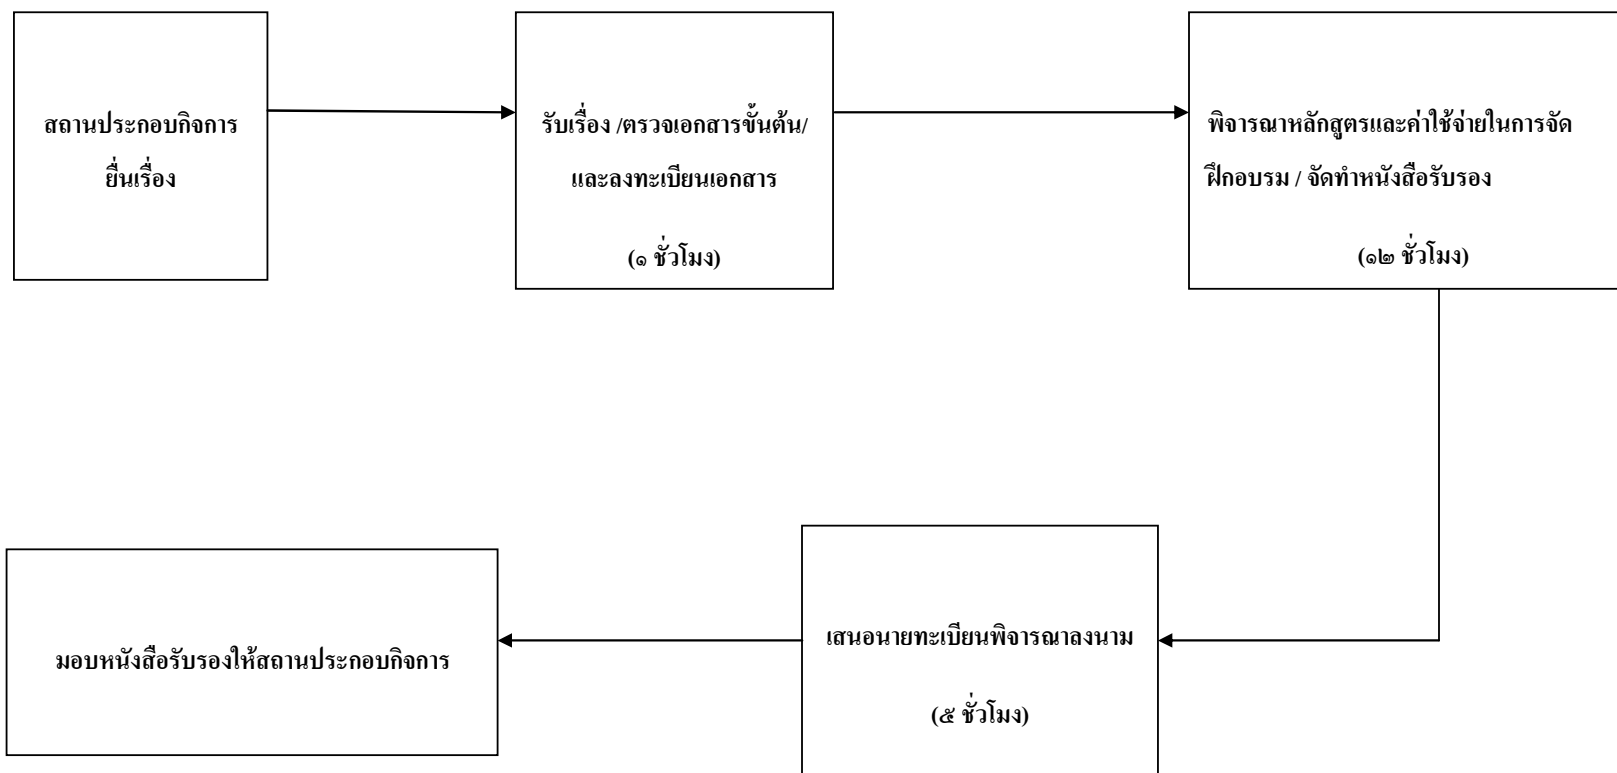 สถานประกอบกิจการ
ยื่นเรื่อง
รับเรื่อง /ตรวจเอกสารขั้นต้น/
และลงทะเบียนเอกสาร
(๑ ชั่วโมง)
พิจารณาหลักสูตรและค่าใช้จ่ายในการจัด
ฝึกอบรม / จัดทำหนังสือรับรอง
(๑๒ ชั่วโมง)
เสนอนายทะเบียนพิจารณาลงนาม
(๕ ชั่วโมง)
มอบหนังสือรับรองให้สถานประกอบกิจการ